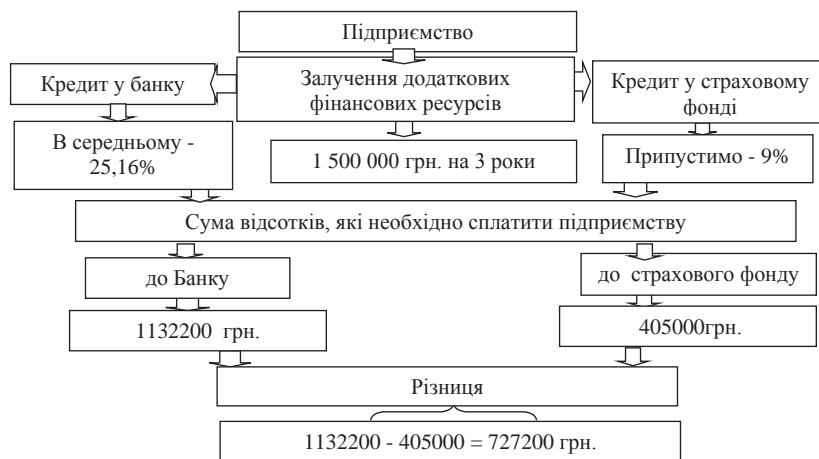 Підприємство
Кредит у банку
Залучення додаткових
фінансових ресурсів
Кредит у страховому
фонді
В середньому -
25,16%
1 500 000 грн. на 3 роки
Припустимо - 9%
Сума відсотків, які необхідно сплатити підприємству
до Банку
до страхового фонду
1132200 грн.
405000грн.
Різниця
1132200 - 405000 = 727200 грн.